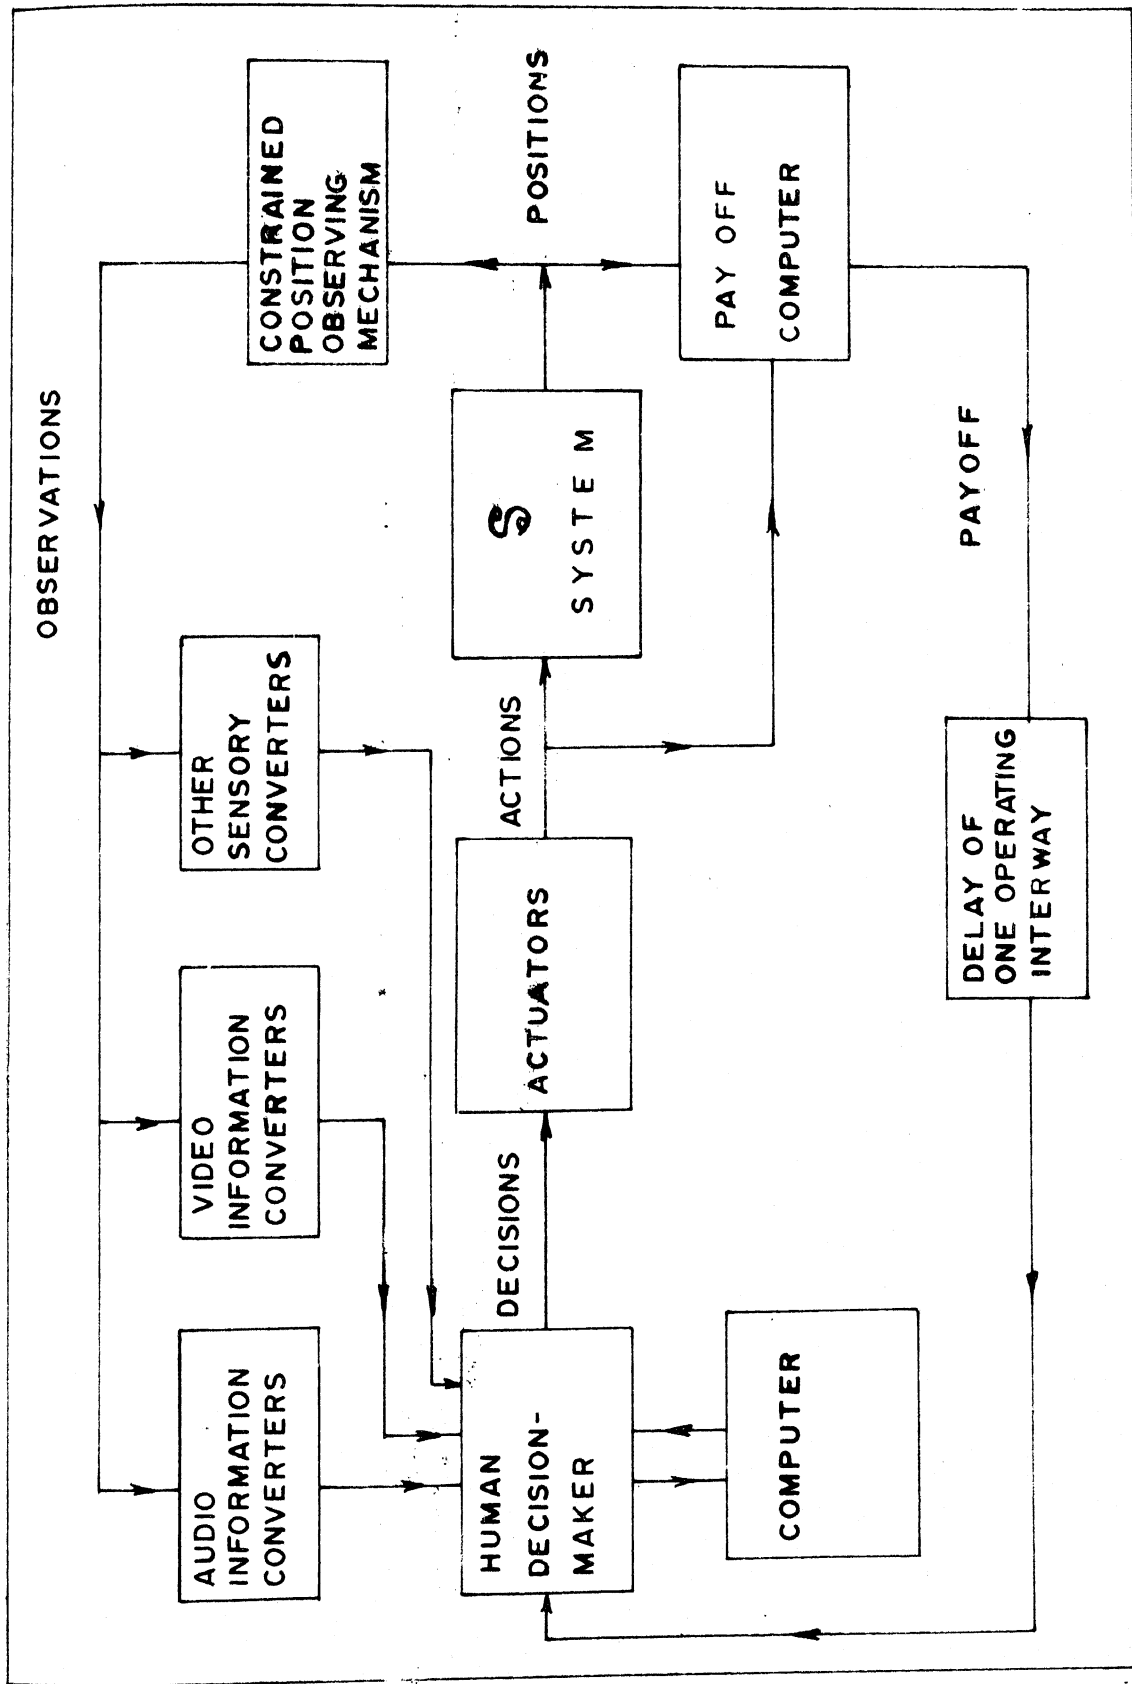 OBSERVATIONS
AUDIO
INFORMATION
CONVERTERS
VIDEO
INFORMATION
CONVERTERS
OTHER
SENSORY
CONVERTERS
CONSTRAINED
POSITION
OBSERVING
MECHANISM
HUMAN
DECISION-
MAKER
DECISIONS
ACTUATORS
ACTIONS
S
SYSTEM
POSITIONS
COMPUTER
PAY OFF
COMPUTER
PAYOFF
DELAY OF
ONE OPERATING
INTERWAY